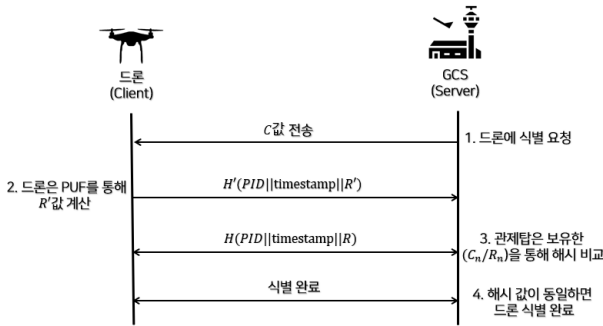 드론
(Client)
GCS
(Server)
C값 전송
1. 드론에 식별 요청
2. 드론은 PUF를 통해
R′값 계산
H′(PID||timestamp||R′)
H(PID||timestamp||R)
3. 관제탑은 보유한
(Cₙ/Rₙ)을 통해 해시 비교
식별 완료
4. 해시 값이 동일하면
드론 식별 완료